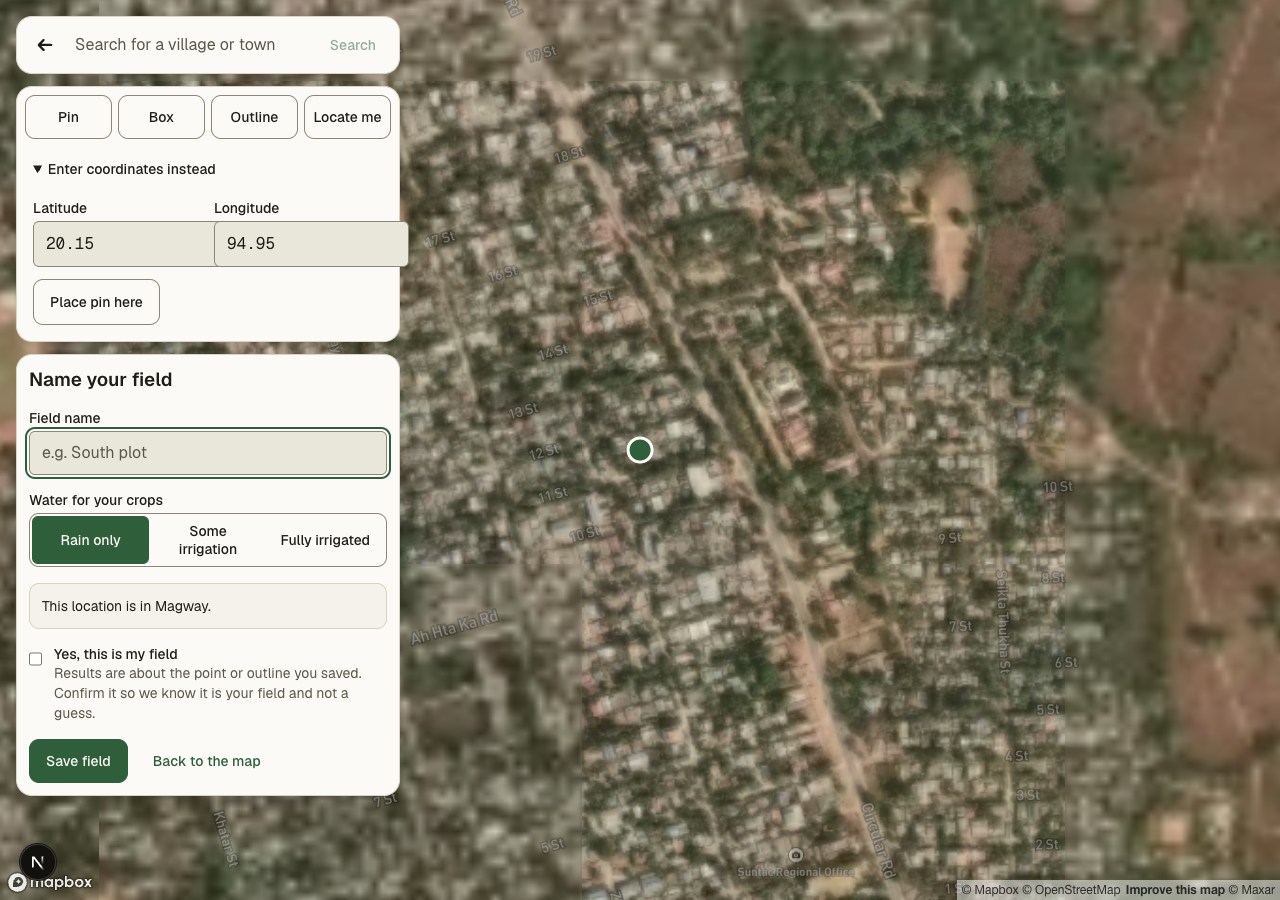 Search for a village or town
Search
Pin
Box
Outline
Locate me
Enter coordinates instead
Latitude
Longitude
20.15
94.95
Place pin here
Name your field
Field name
e.g. South plot
Water for your crops
Rain only
Some
irrigation
Fully irrigated
This location is in Magway.
Yes, this is my field
Results are about the point or outline you saved.
Confirm it so we know it is your field and not a
guess.
Save field
Back to the map
Rd
19 St
18 St
17 St
16 St
15 St
14 St
13 St
12 St
11 St
10 St
10 St
9 St
8 St
Saikta Thukha St
7 St
6 St
Ah Hta Ka Rd
5 St
4 St
3 St
7 St
Khattar St
5 St
Circular Rd
2 St
Suntac Regional Office
N
mapbox
© Mapbox © OpenStreetMap Improve this map © Maxar